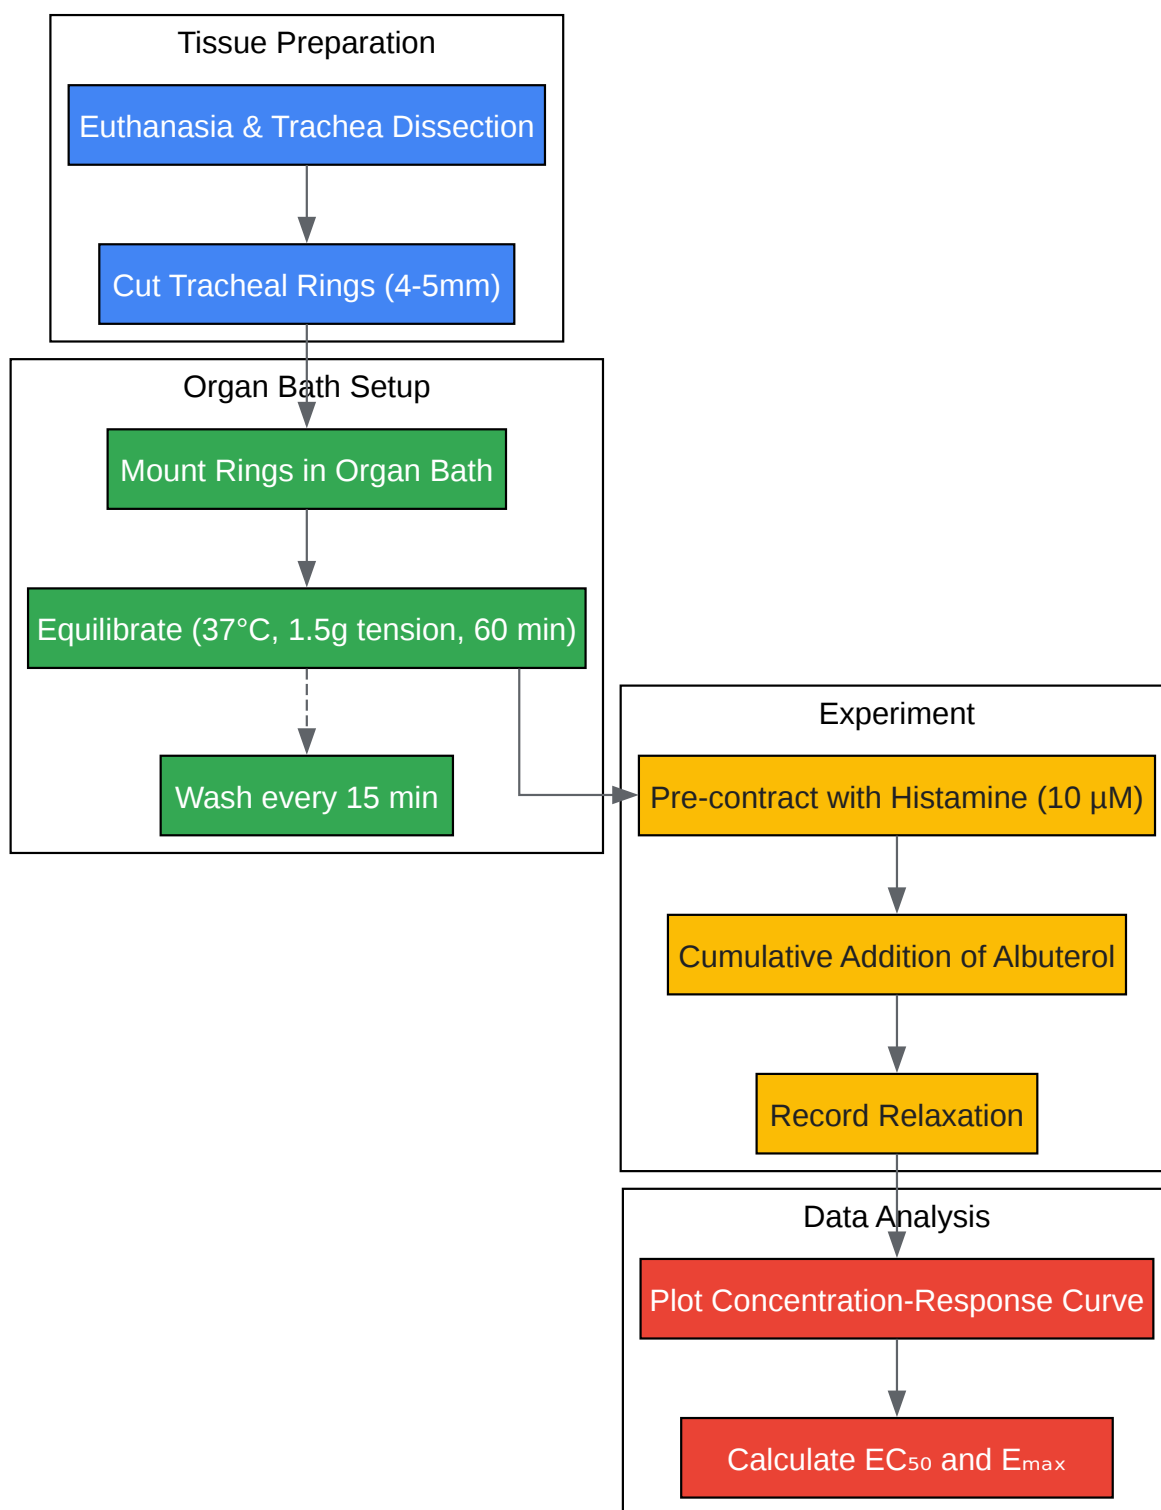 Tissue Preparation
Euthanasia & Trachea Dissection
Cut Tracheal Rings (4-5mm)
Organ Bath Setup
Mount Rings in Organ Bath
Equilibrate (37°C, 1.5g tension, 60 min)
Wash every 15 min
Experiment
Pre-contract with Histamine (10 µM)
Cumulative Addition of Albuterol
Record Relaxation
Data Analysis
Plot Concentration-Response Curve
Calculate EC₅₀ and Eₘₐₓ